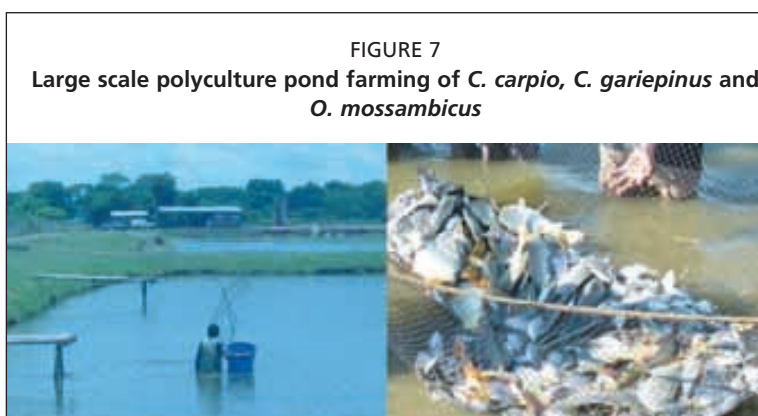 FIGURE 7
Large scale polyculture pond farming of C. carpio, C. gariepinus and
O. mossambicus